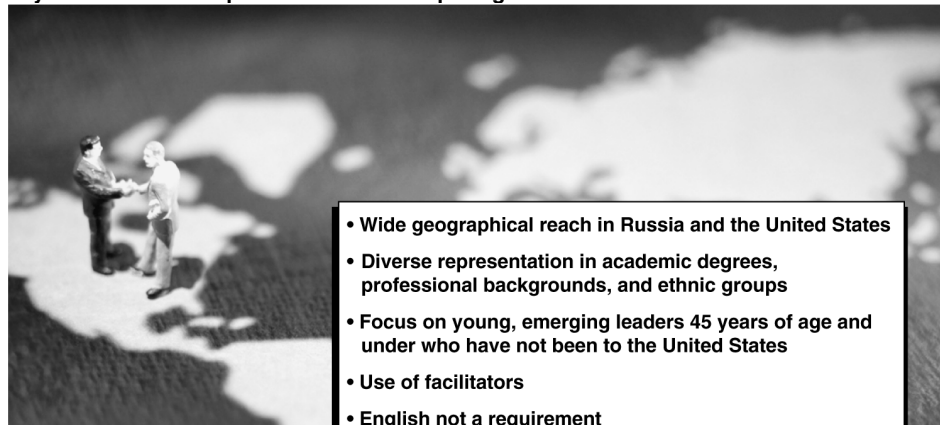 • Wide geographical reach in Russia and the United States
• Diverse representation in academic degrees,
professional backgrounds, and ethnic groups
• Focus on young, emerging leaders 45 years of age and
under who have not been to the United States
• Use of facilitators
• English not a requirement